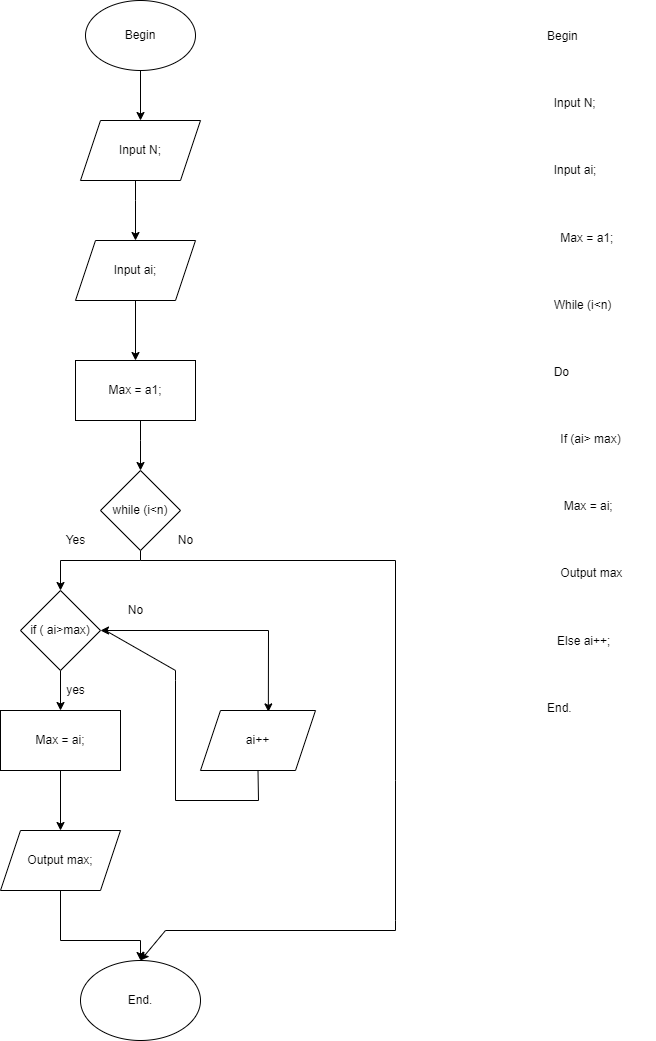 Begin
Input N;
Input ai;
Max = a1;
while (i<n)
Yes
No
No
if ( ai>max)
yes
Max = ai;
ai++
Output max;
End.
Begin
Input N;
Input ai;
Max = a1;
While (i<n)
Do
If (ai> max)
Max = ai;
Output max
Else ai++;
End.